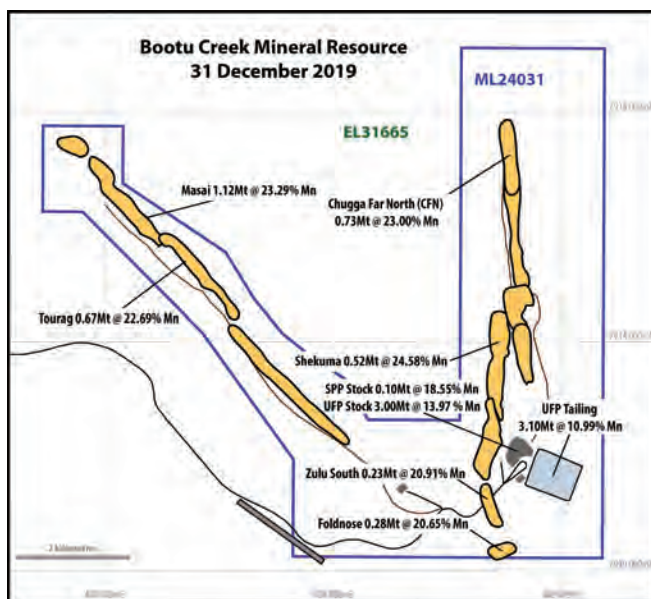 Bootu Creek Mineral Resource
31 December 2019
ML24031
EL31665
Masai 1.12Mt @ 23.29% Mn
Chugga Far North (CFN)
0.73Mt @ 23.00% Mn
Tourag 0.67Mt @ 22.69% Mn
Shekuma 0.52Mt @ 24.58% Mn
SPP Stock 0.10Mt @ 18.55% Mn
UFP Stock 3.00Mt @ 13.97 % Mn
UFP Tailing
3.10Mt @ 10.99% Mn
Zulu South 0.23Mt @ 20.91% Mn
Foldnose 0.28Mt @ 20.65% Mn